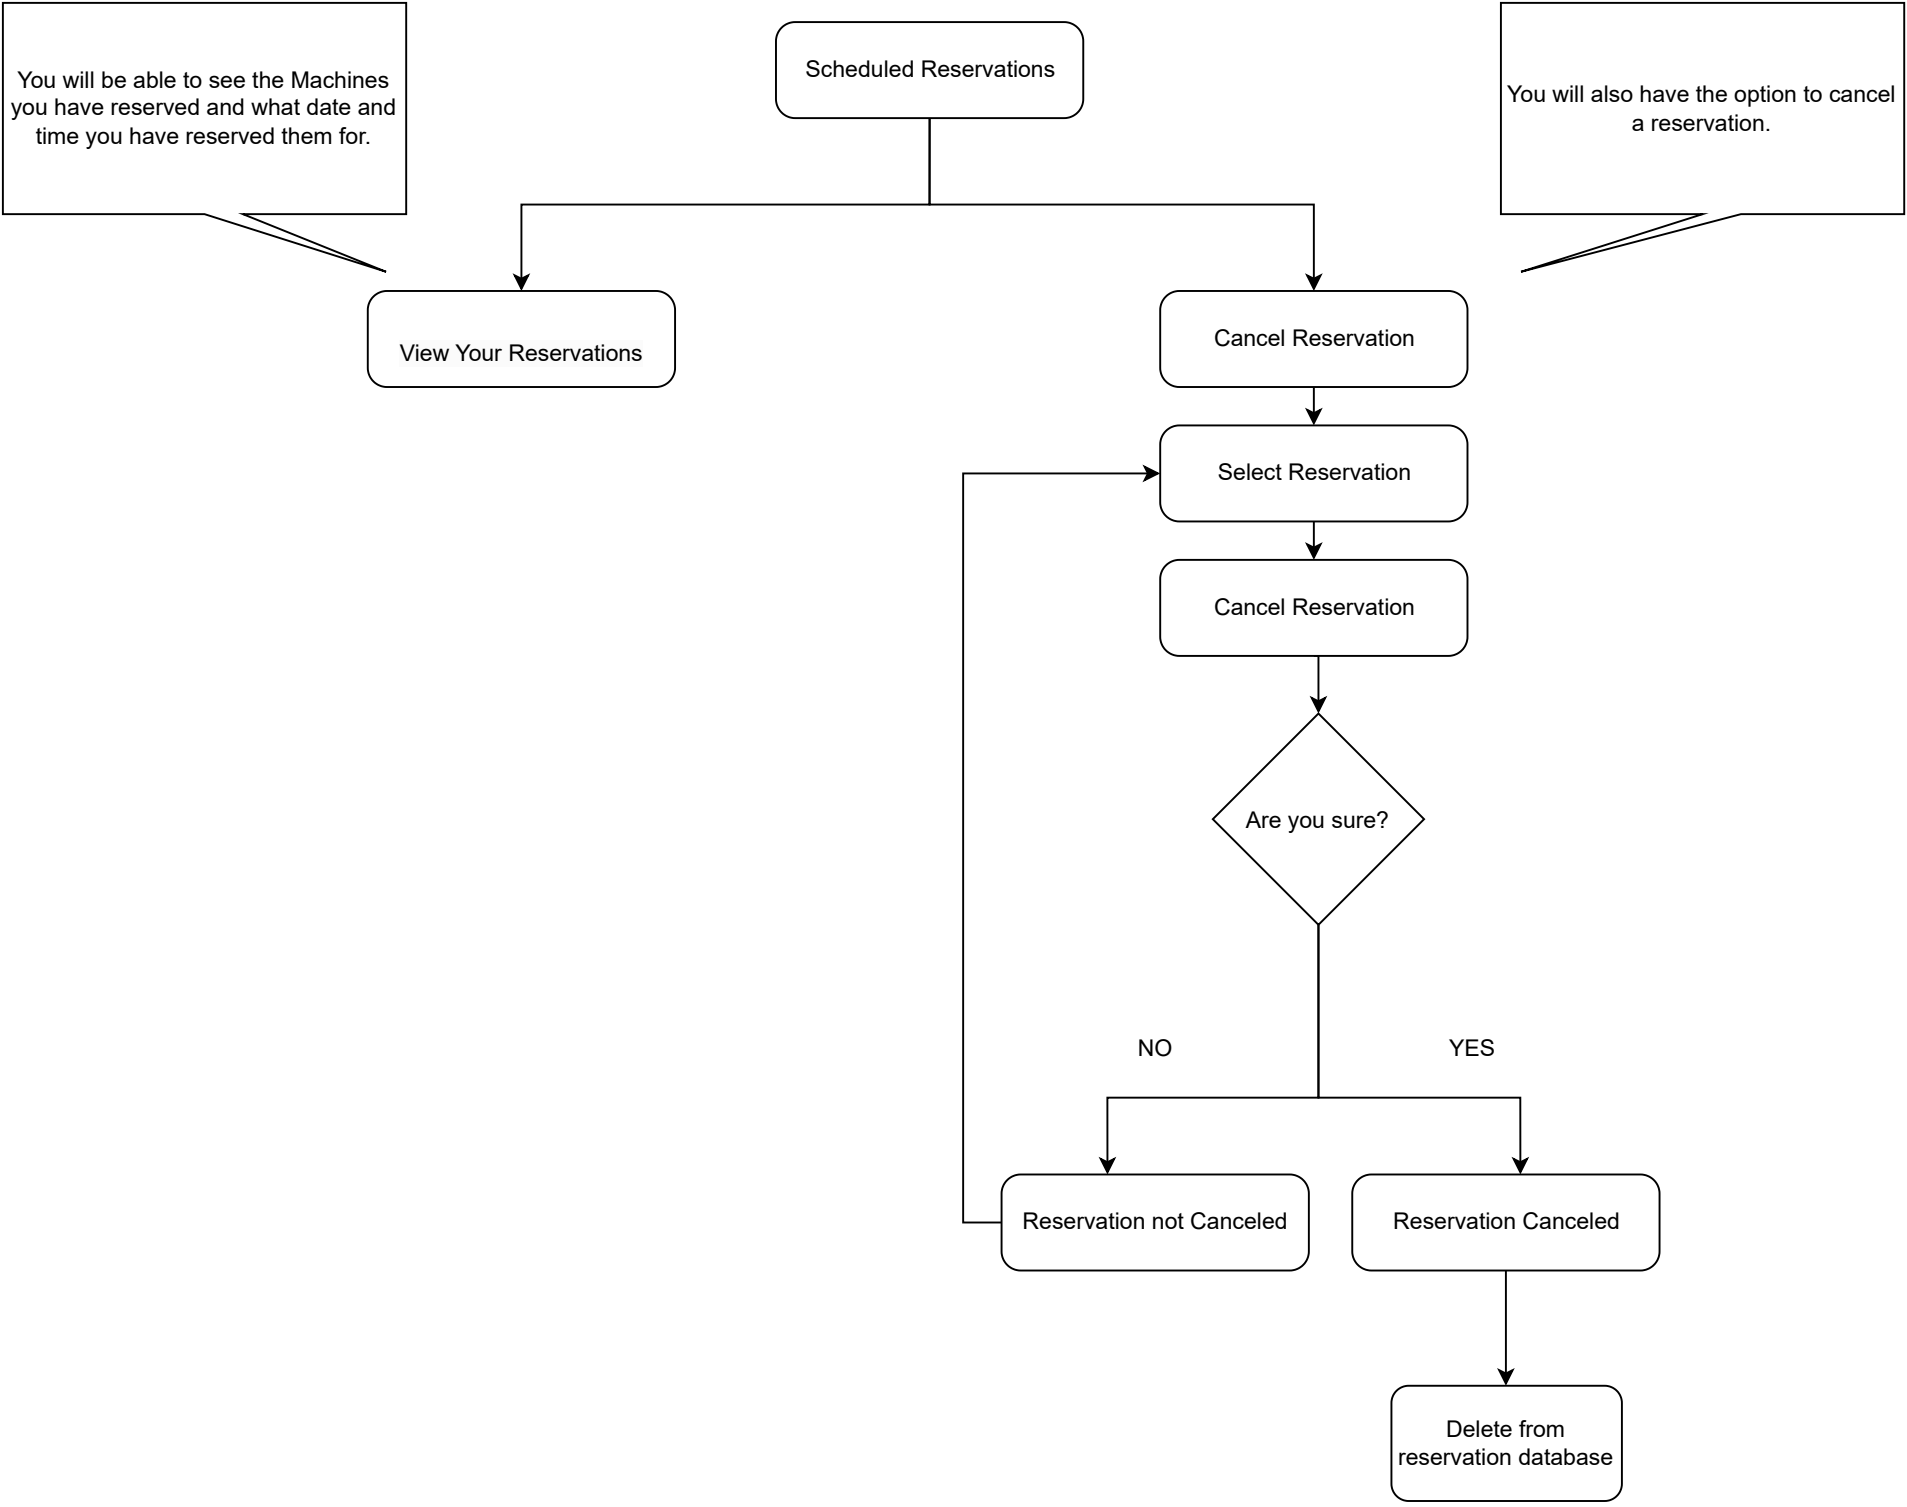 You will be able to see the Machines
you have reserved and what date and
time you have reserved them for.
Scheduled Reservations
You will also have the option to cancel
a reservation.
View Your Reservations
Cancel Reservation
Select Reservation
Cancel Reservation
Are you sure?
NO
YES
Reservation not Canceled
Reservation Canceled
Delete from
reservation database